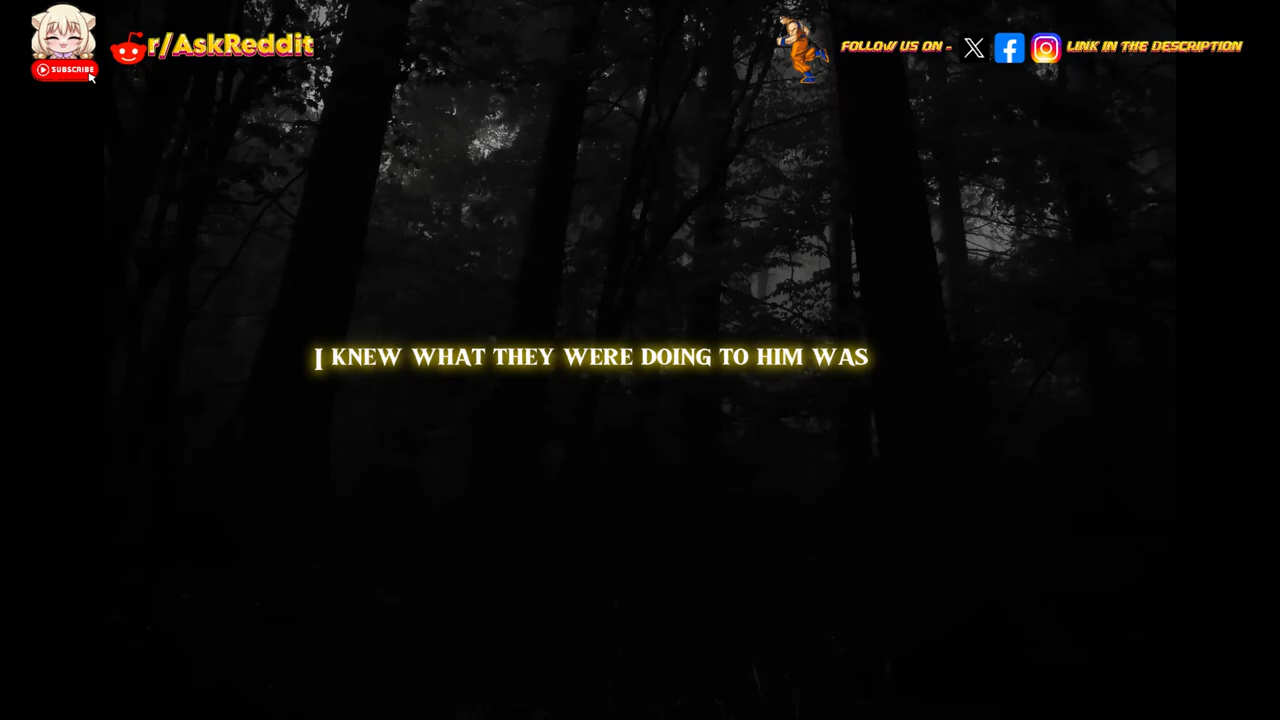 SUBSCRIBE
r/AskReddit
FOLLOW US ON -
LINK IN THE DESCRIPTION
I KNEW WHAT THEY WERE DOING TO HIM WAS